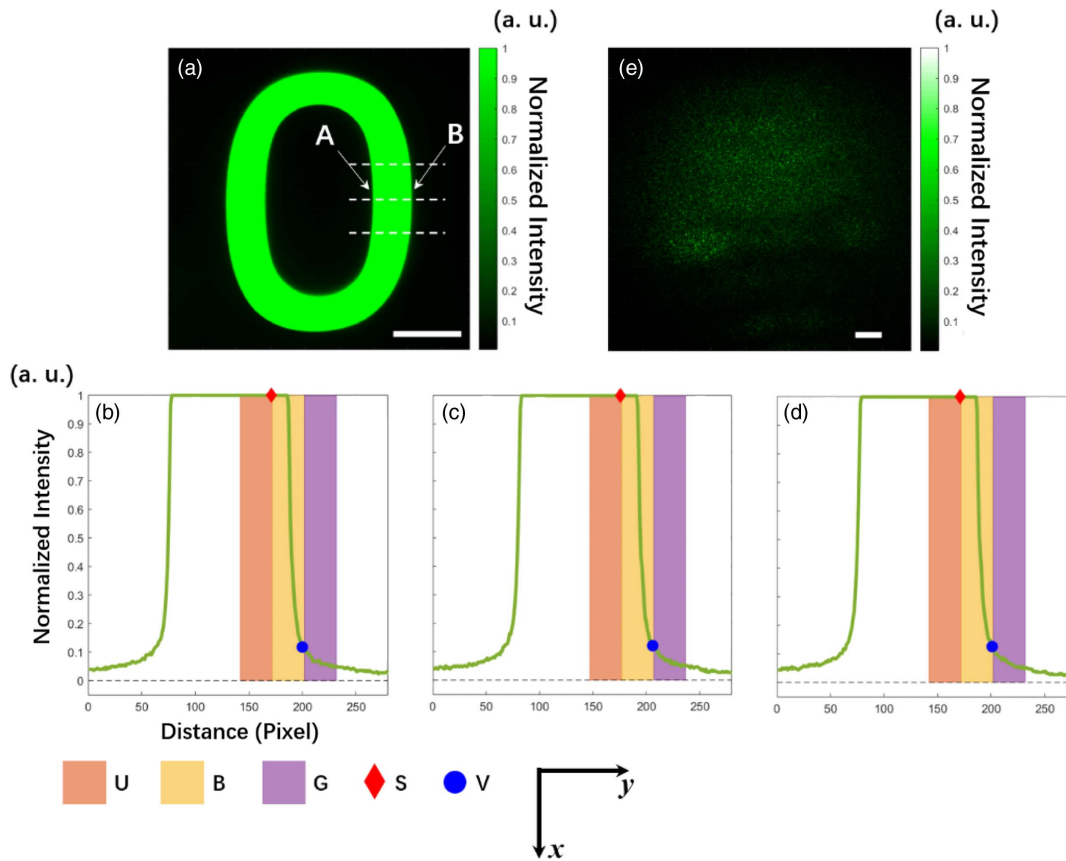 (a. u.)
(a. u.)
(a)
A
B
1
0.9
0.8
0.7
0.6
0.5
0.4
0.3
0.2
0.1
Normalized Intensity
(e)
1
0.9
0.8
0.7
0.6
0.5
0.4
0.3
0.2
0.1
Normalized Intensity
(a. u.)
Normalized Intensity
1
0.9
0.8
0.7
0.6
0.5
0.4
0.3
0.2
0.1
0
(b)
0 50 100 150 200 250
Distance (Pixel)
(c)
0 50 100 150 200 250
(d)
0 50 100 150 200 250
U B G S V
y
x